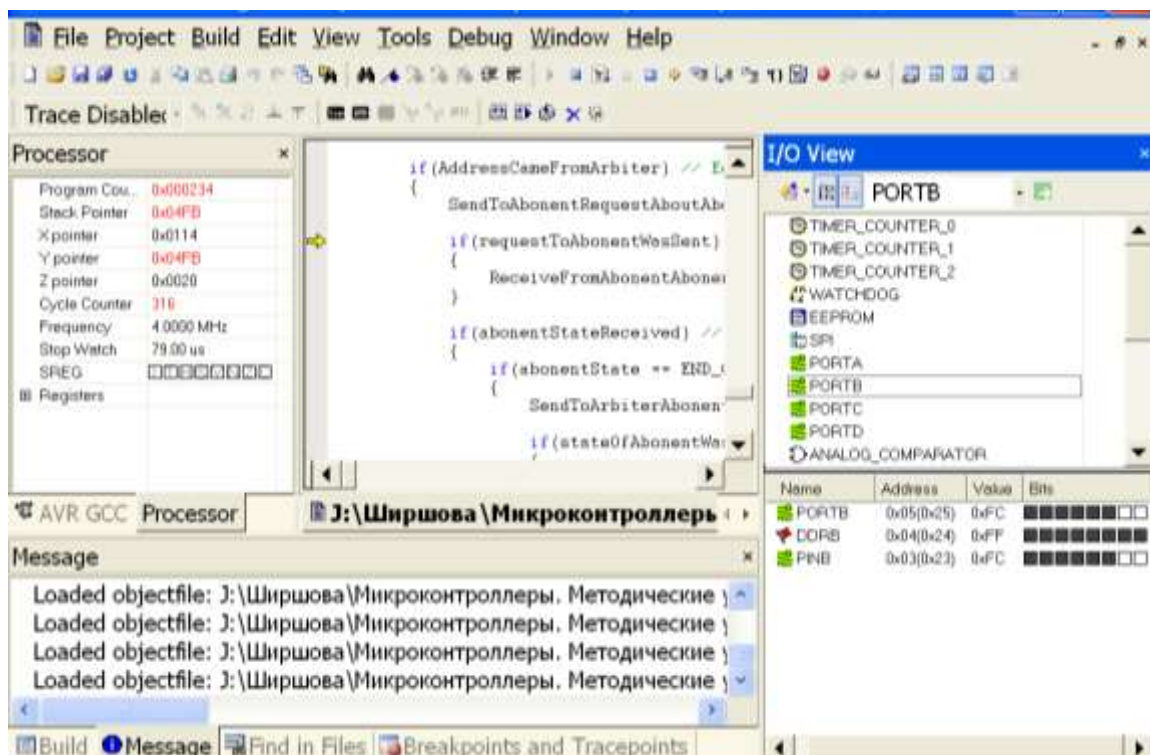 File Project Build Edit View Tools Debug Window Help
Trace Disablec
Processor
Program Cou..  0x000234
Stack Pointer  0x04FB
X pointer  0x0114
Y pointer  0x04FB
Z pointer  0x0020
Cycle Counter  316
Frequency  4.0000 MHz
Stop Watch  79.00 us
SREG
Registers
AVR GCC  Processor
if(AddressCameFromArbiter) //
{
SendToAbonentRequestAboutAb
if(requestToAbonentWasSent)
{
ReceiveFromAbonentAbone
}
if(abonentStateReceived) //
{
if(abonentState == END_
{
SendToArbiterAbonen
if(stateOfAbonentWa
J:\Ширшова\Микроконтроллеры
I/O View
PORTB
TIMER_COUNTER_0
TIMER_COUNTER_1
TIMER_COUNTER_2
WATCHDOG
EEPROM
SPI
PORTA
PORTB
PORTC
PORTD
ANALOG_COMPARATOR
Name  Address  Value  Bits
PORTB  0x05(0x25)  0xFC
DDRB  0x04(0x24)  0xFF
PINB  0x03(0x23)  0xFC
Message
Loaded objectfile: J:\Ширшова\Микроконтроллеры. Методические у
Loaded objectfile: J:\Ширшова\Микроконтроллеры. Методические у
Loaded objectfile: J:\Ширшова\Микроконтроллеры. Методические у
Loaded objectfile: J:\Ширшова\Микроконтроллеры. Методические у
Build  Message  Find in Files  Breakpoints and Tracepoints